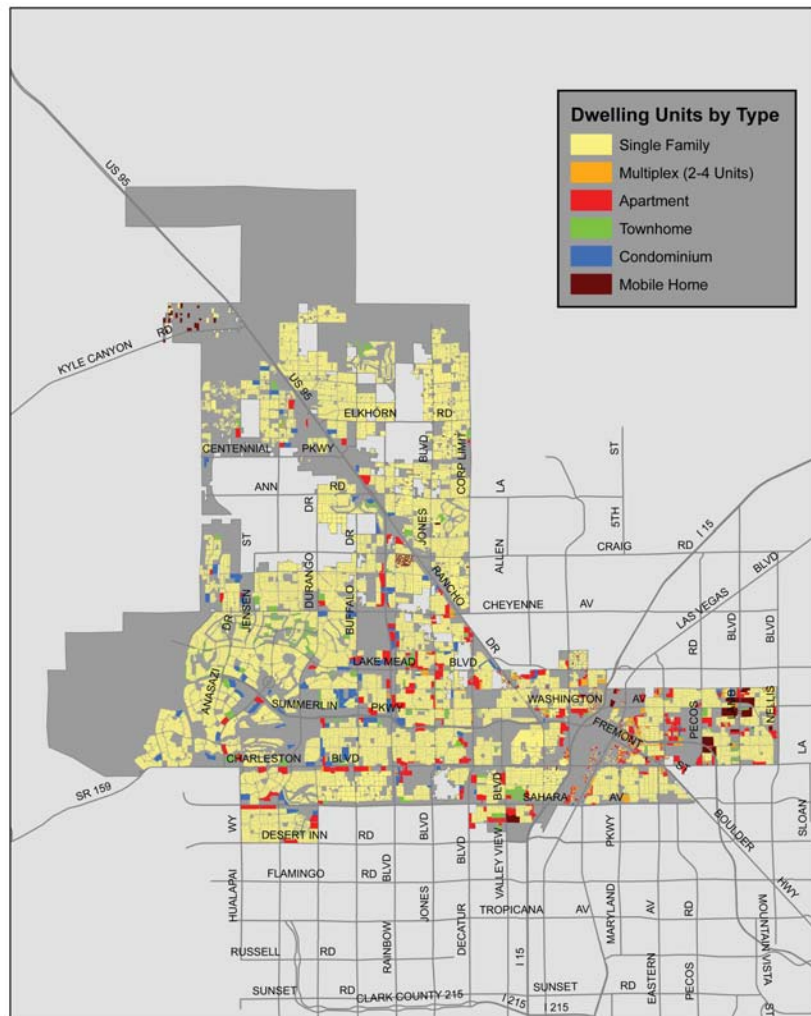 Dwelling Units by Type
Single Family
Multiplex (2-4 Units)
Apartment
Townhome
Condominium
Mobile Home
US 95
KYLE CANYON RD
US 95
ELKHORN RD
CENTENNIAL PKWY
BLVD
CORP LIMIT
ST
ANN RD
LA
DR
DR
JONES
5TH
I 15
ST
ALLEN
CRAIG RD
BLVD
DURANGO
BUFFALO
RANCHO
LAS VEGAS
CHEYENNE AV
DR
JENSEN
DR
RD
BLVD
BLVD
LAKE MEAD BLVD
ANASAZI
WASHINGTON AV
SUMMERLIN PKWY
PECOS
NELLIS
FREMONT
ST
CHARLESTON BLVD
LA
BLVD
SAHARA AV
SR 159
WY
DESERT INN RD
BLVD
BLVD
VALLEY VIEW
PKWY
BOULDER
SLOAN
FLAMINGO RD
BLVD
HWY
HUALAPAI
JONES
DECATUR
TROPICANA AV
MARYLAND
AV
RD
MOUNTAIN VISTA
RAINBOW
RUSSELL RD
I 15
EASTERN
PECOS
SUNSET RD
SUNSET RD
CLARK COUNTY 215
I 215
I 215
ST